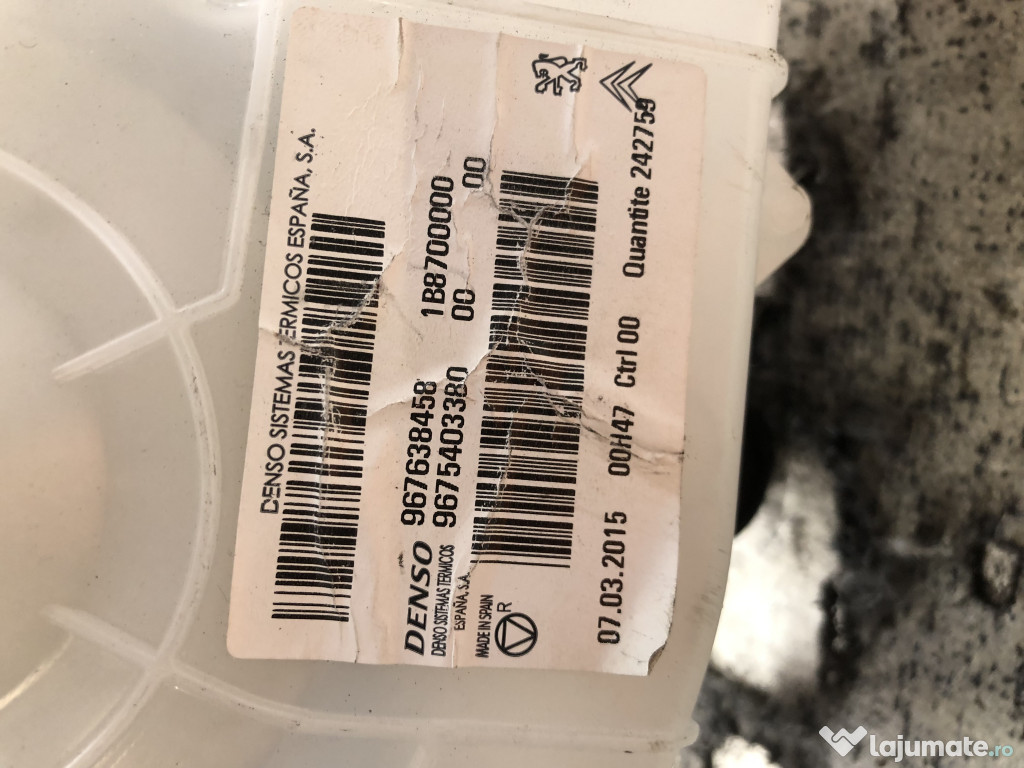 DENSO SISTEMAS TERMICOS ESPAÑA, S.A.
DENSO 9676384580 1B8700000
DENSO SISTEMAS TERMICOS 9675403380 00 00
ESPAÑA, S.A.
MADE IN SPAIN
R
07.03.2015 00H47 Ctrl 00 Quantite 242759
lajumate.ro